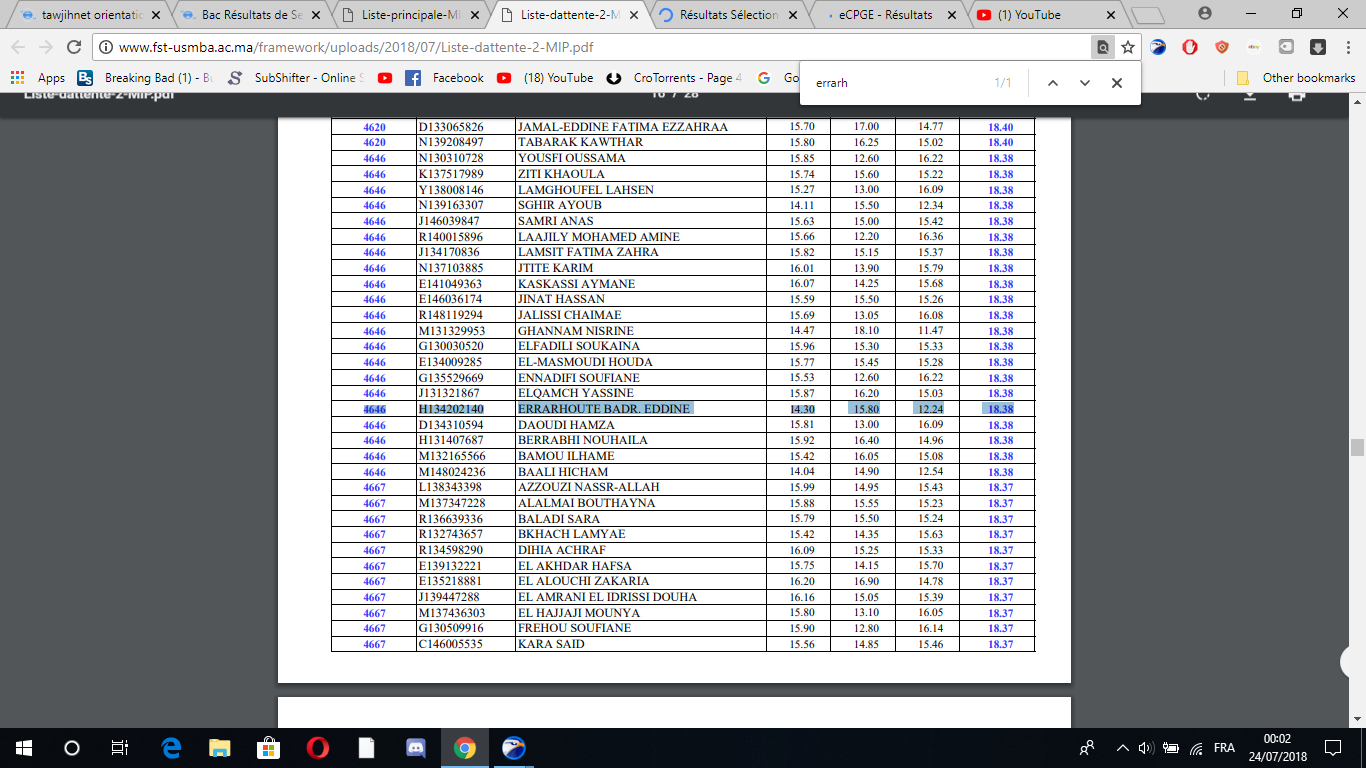 tawjihnet orientatio
Bac Résultats de Se
Liste-principale-MI
Liste-dattente-2-M
Résultats Sélection
eCPGE - Résultats
(1) YouTube
www.fst-usmba.ac.ma/framework/uploads/2018/07/Liste-dattente-2-MIP.pdf
Apps Breaking Bad (1) - Bu SubShifter - Online S Facebook (18) YouTube CroTorrents - Page 4 Go Other bookmarks
errarh 1/1
Liste-dattente-2-MIP.pdf 16 / 28
4620 D133065826 JAMAL-EDDINE FATIMA EZZAHRAA 15.70 17.00 14.77 18.40
4620 N139208497 TABARAK KAWTHAR 15.80 16.25 15.02 18.40
4646 N130310728 YOUSFI OUSSAMA 15.85 12.60 16.22 18.38
4646 K137517989 ZITI KHAOULA 15.74 15.60 15.22 18.38
4646 Y138008146 LAMGHOUFEL LAHSEN 15.27 13.00 16.09 18.38
4646 N139163307 SGHIR AYOUB 14.11 15.50 12.34 18.38
4646 J146039847 SAMRI ANAS 15.63 15.00 15.42 18.38
4646 R140015896 LAAJILY MOHAMED AMINE 15.66 12.20 16.36 18.38
4646 J134170836 LAMSIT FATIMA ZAHRA 15.82 15.15 15.37 18.38
4646 N137103885 JTITE KARIM 16.01 13.90 15.79 18.38
4646 E141049363 KASKASSI AYMANE 16.07 14.25 15.68 18.38
4646 E146036174 JINAT HASSAN 15.59 15.50 15.26 18.38
4646 R148119294 JALISSI CHAIMAE 15.69 13.05 16.08 18.38
4646 M131329953 GHANNAM NISRINE 14.47 18.10 11.47 18.38
4646 G130030520 ELFADILI SOUKAINA 15.96 15.30 15.33 18.38
4646 E134009285 EL-MASMOUDI HOUDA 15.77 15.45 15.28 18.38
4646 G135529669 ENNADIFI SOUFIANE 15.53 12.60 16.22 18.38
4646 J131321867 ELQAMCH YASSINE 15.87 16.20 15.03 18.38
4646 H134202140 ERRARHOUTE BADR. EDDINE 14.30 15.80 12.24 18.38
4646 D134310594 DAOUDI HAMZA 15.81 13.00 16.09 18.38
4646 H131407687 BERRABHI NOUHAILA 15.92 16.40 14.96 18.38
4646 M132165566 BAMOU ILHAME 15.42 16.05 15.08 18.38
4646 M148024236 BAALI HICHAM 14.04 14.90 12.54 18.38
4667 L138343398 AZZOUZI NASSR-ALLAH 15.99 14.95 15.43 18.37
4667 M137347228 ALALMAI BOUTHAYNA 15.88 15.55 15.23 18.37
4667 R136639336 BALADI SARA 15.79 15.50 15.24 18.37
4667 R132743657 BKHACH LAMYAE 15.42 14.35 15.63 18.37
4667 R134598290 DIHIA ACHRAF 16.09 15.25 15.33 18.37
4667 E139132221 EL AKHDAR HAFSA 15.75 14.15 15.70 18.37
4667 E135218881 EL ALOUCHI ZAKARIA 16.20 16.90 14.78 18.37
4667 J139447288 EL AMRANI EL IDRISSI DOUHA 16.16 15.05 15.39 18.37
4667 M137436303 EL HAJJAJI MOUNYA 15.80 13.10 16.05 18.37
4667 G130509916 FREHOU SOUFIANE 15.90 12.80 16.14 18.37
4667 C146005535 KARA SAID 15.56 14.85 15.46 18.37
FRA
00:02
24/07/2018